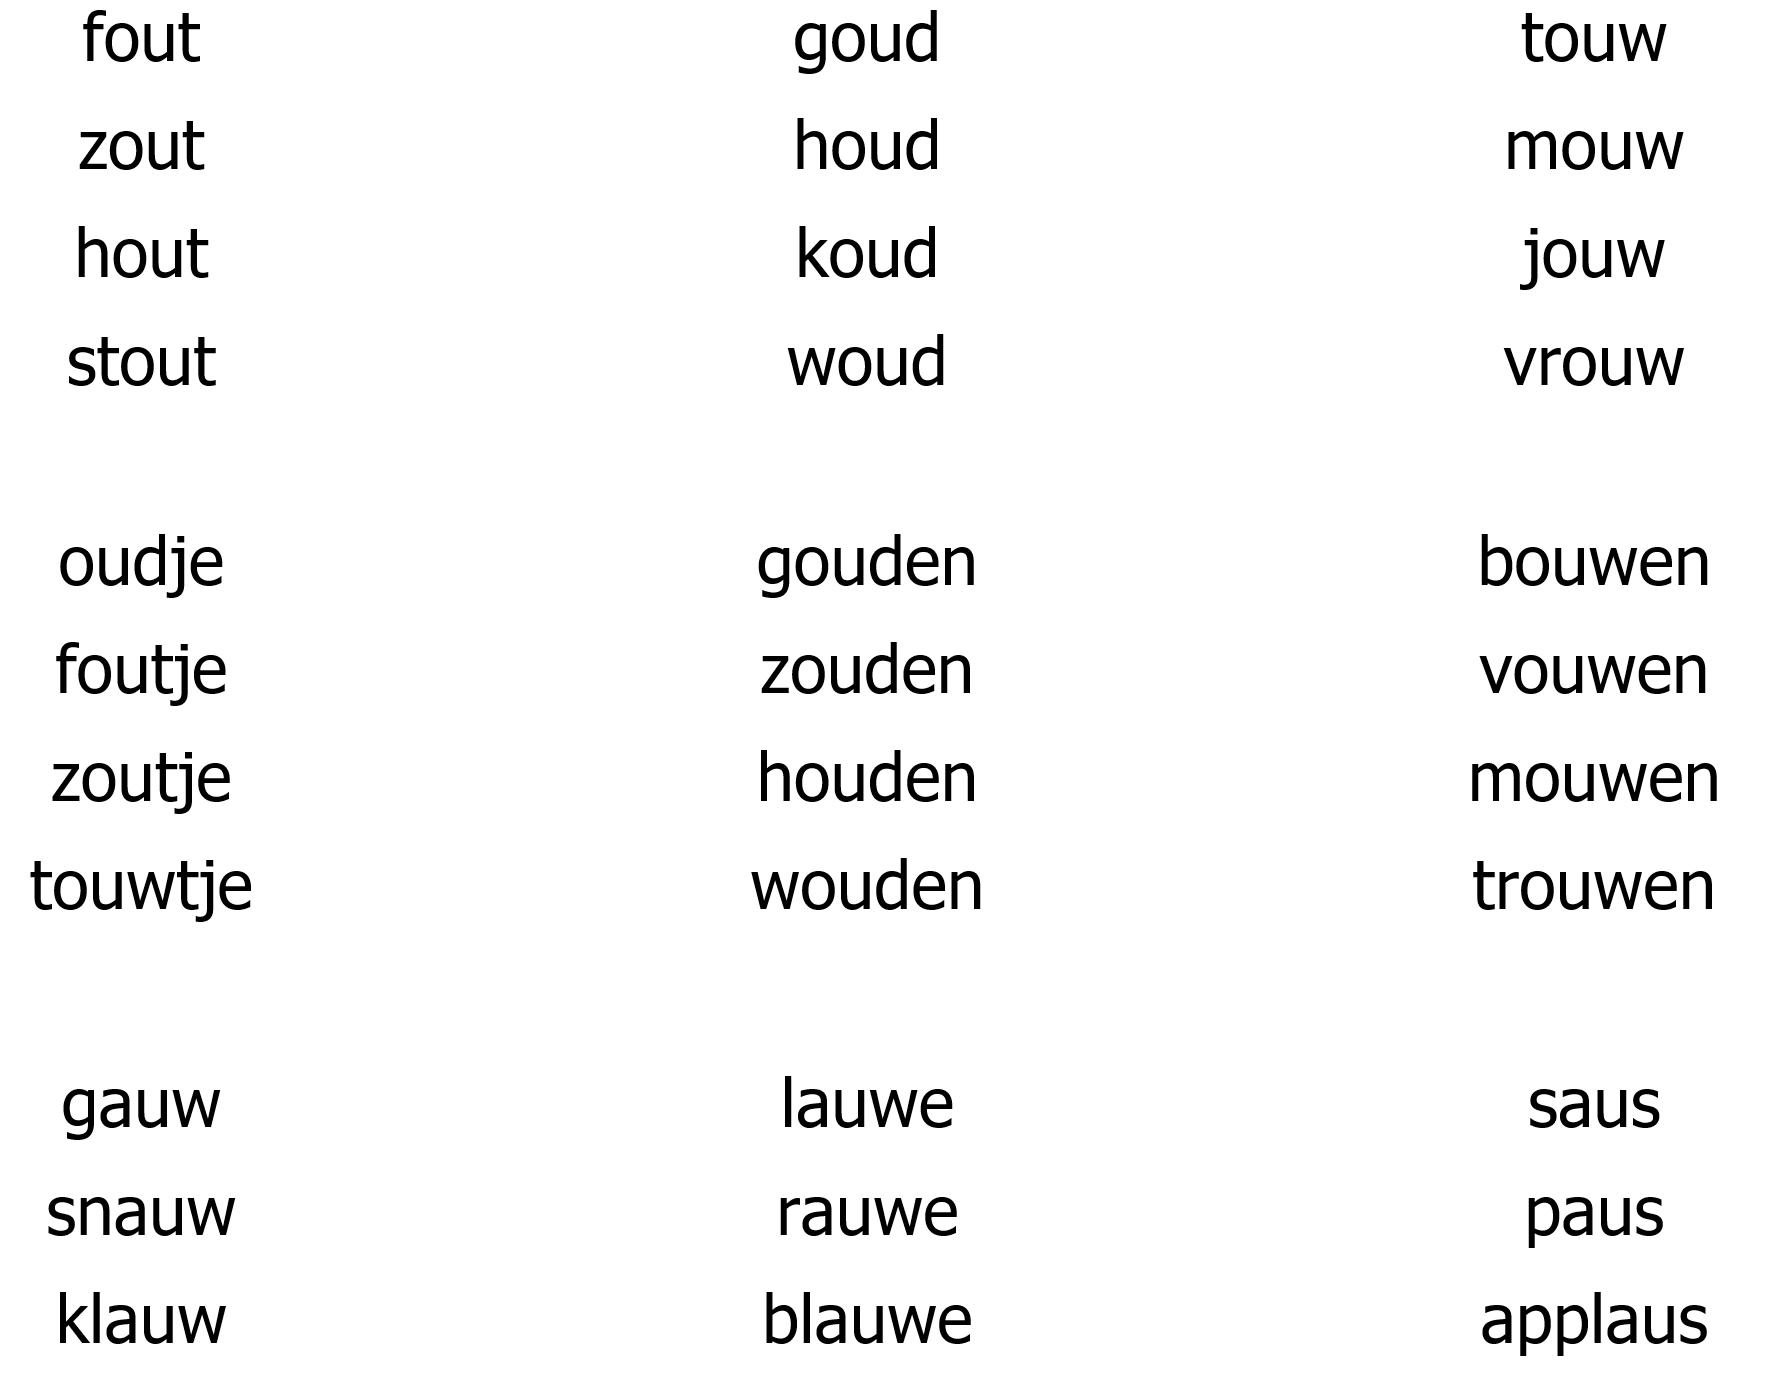 fout goud touw
zout houd mouw
hout koud jouw
stout woud vrouw
oudje gouden bouwen
foutje zouden vouwen
zoutje houden mouwen
touwtje wouden trouwen
gauw lauwe saus
snauw rauwe paus
klauw blauwe applaus